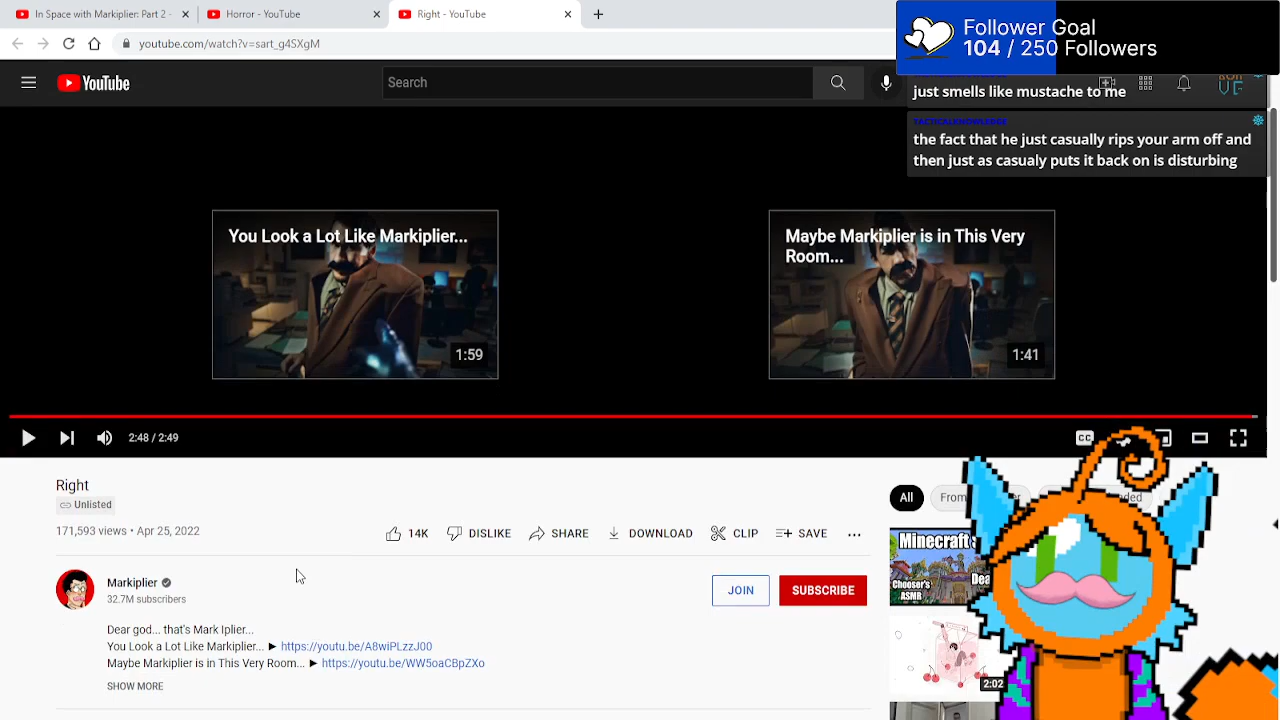 In Space with Markiplier: Part 2 -
Horror - YouTube
Right - YouTube
youtube.com/watch?v=sart_g4SXgM
Follower Goal
104 / 250 Followers
YouTube
Search
just smells like mustache to me
the fact that he just casually rips your arm off and
then just as casualy puts it back on is disturbing
You Look a Lot Like Markiplier...
1:59
Maybe Markiplier is in This Very
Room...
1:41
2:48 / 2:49
CC
Right
Unlisted
171,593 views • Apr 25, 2022
14K
DISLIKE
SHARE
DOWNLOAD
CLIP
SAVE
All
From
Markiplier
32.7M subscribers
JOIN
SUBSCRIBE
Dear god... that's Mark Iplier...
You Look a Lot Like Markiplier... ► https://youtu.be/A8wiPLzzJ00
Maybe Markiplier is in This Very Room... ► https://youtu.be/WW5oaCBpZXo
SHOW MORE
Minecraft
Chooser's
ASMR
2:02